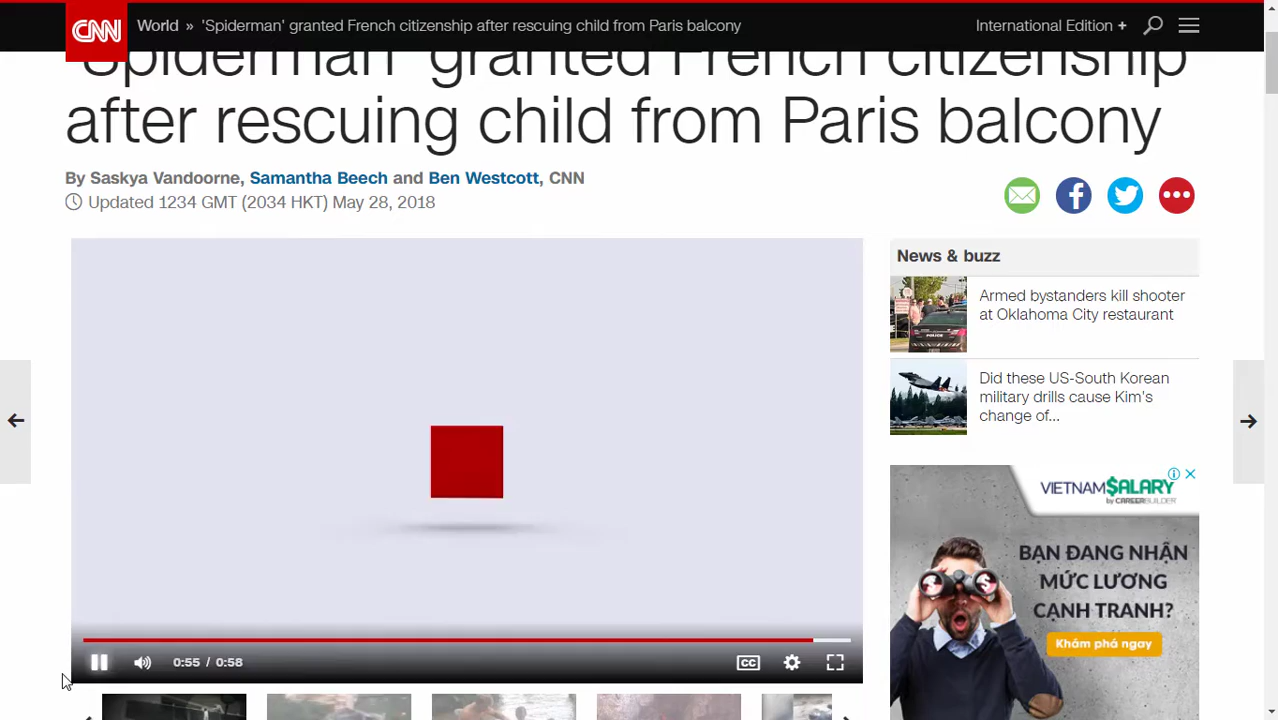 CNN World » 'Spiderman' granted French citizenship after rescuing child from Paris balcony International Edition +
'Spiderman' granted French citizenship
after rescuing child from Paris balcony
By Saskya Vandoorne, Samantha Beech and Ben Westcott, CNN
Updated 1234 GMT (2034 HKT) May 28, 2018
0:55 / 0:58 CC
News & buzz
Armed bystanders kill shooter
at Oklahoma City restaurant
Did these US-South Korean
military drills cause Kim's
change of...
VIETNAM$ALARY
by CAREERBUILDER
BẠN ĐANG NHẬN
MỨC LƯƠNG
CẠNH TRANH?
Khám phá ngay
POLICE